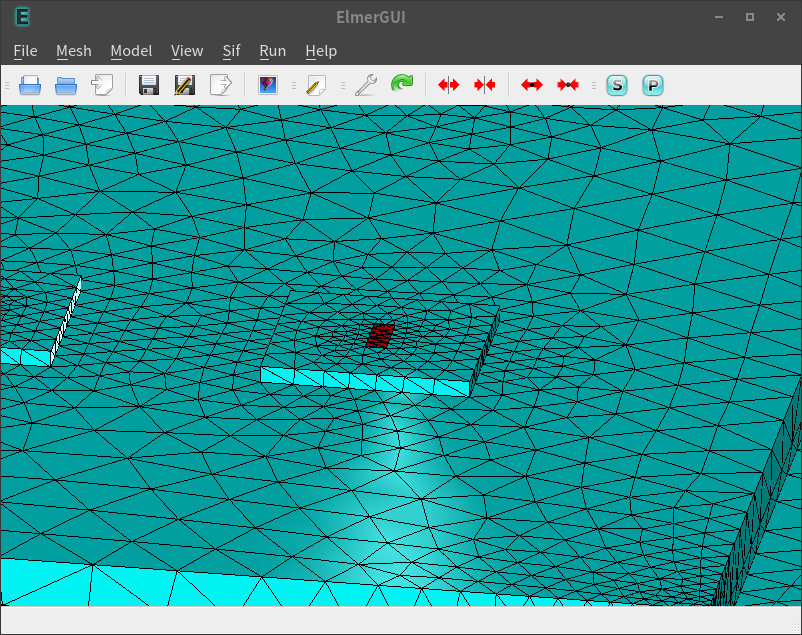 E
ElmerGUI
File Mesh Model View Sif Run Help
S P